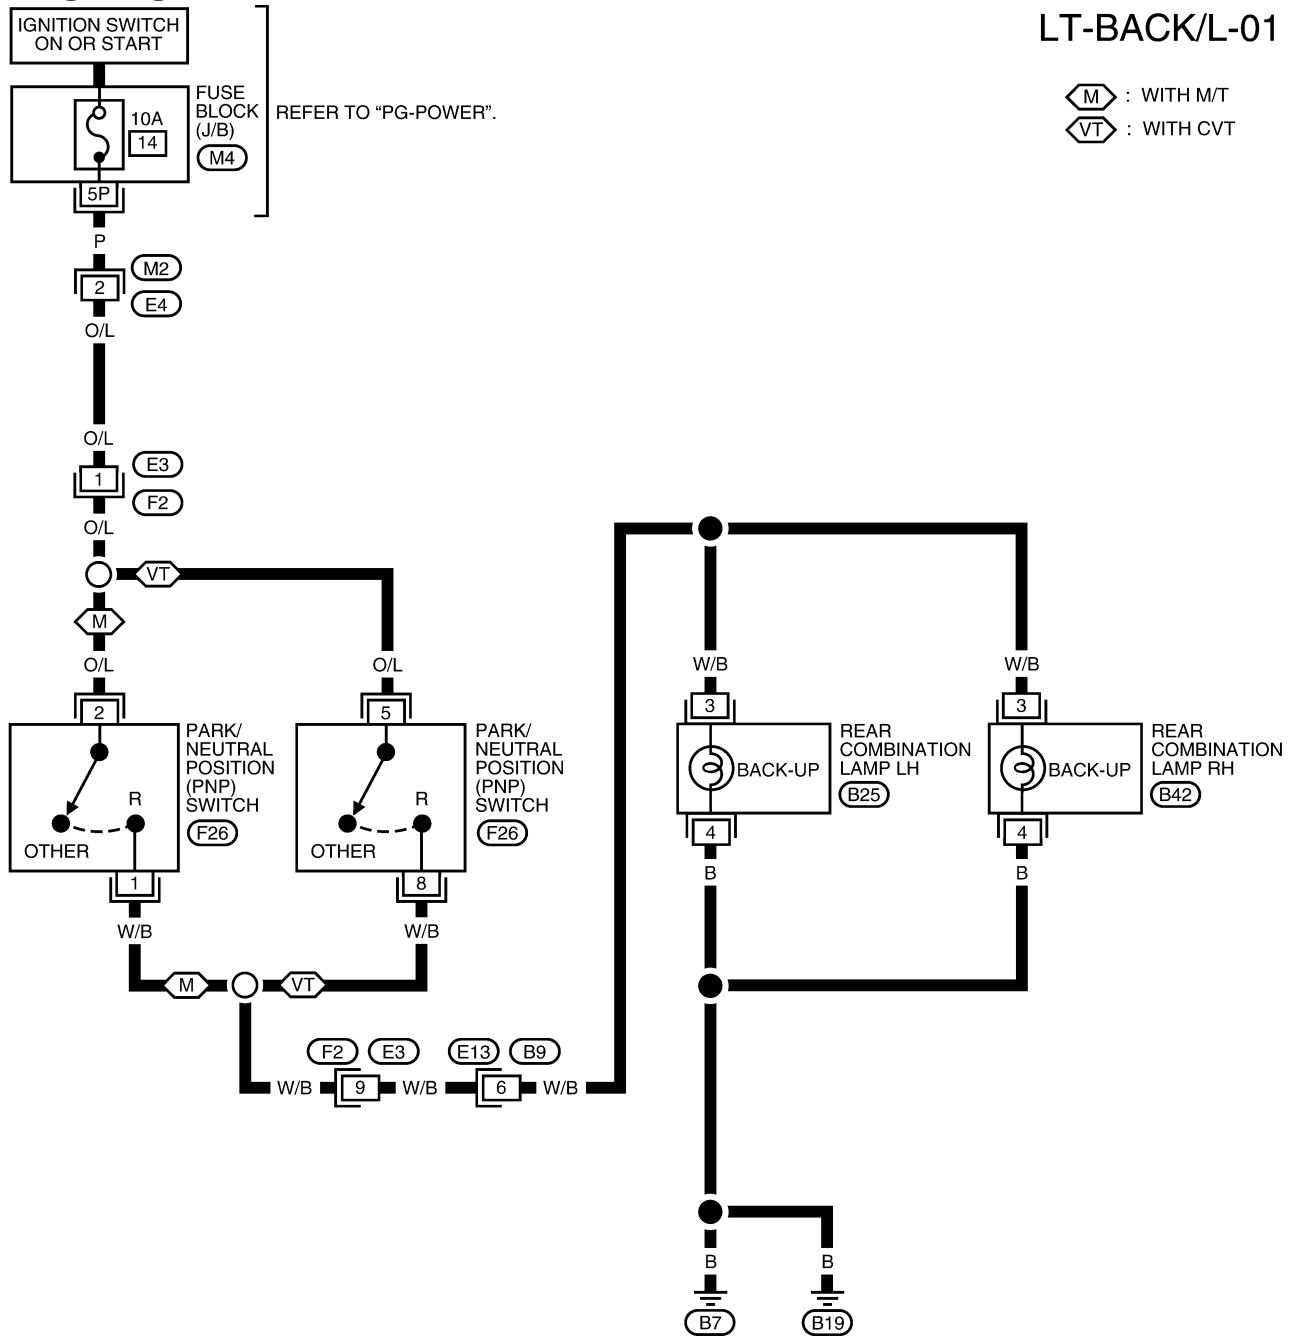 LT-BACK/L-01
IGNITION SWITCH
ON OR START
FUSE
BLOCK
(J/B)
M4
REFER TO “PG-POWER”.
10A
14
M : WITH M/T
VT : WITH CVT
5P
P
M2
2
E4
O/L
O/L
E3
1
F2
O/L
VT
M
O/L
O/L
W/B
W/B
2
5
3
3
PARK/
NEUTRAL
POSITION
(PNP)
SWITCH
F26
R
OTHER
PARK/
NEUTRAL
POSITION
(PNP)
SWITCH
F26
R
OTHER
REAR
COMBINATION
LAMP LH
B25
BACK-UP
REAR
COMBINATION
LAMP RH
B42
BACK-UP
4
4
B
B
1
8
W/B
W/B
M
VT
F2
E3
E13
B9
W/B
9
W/B
6
W/B
B
B
B7
B19